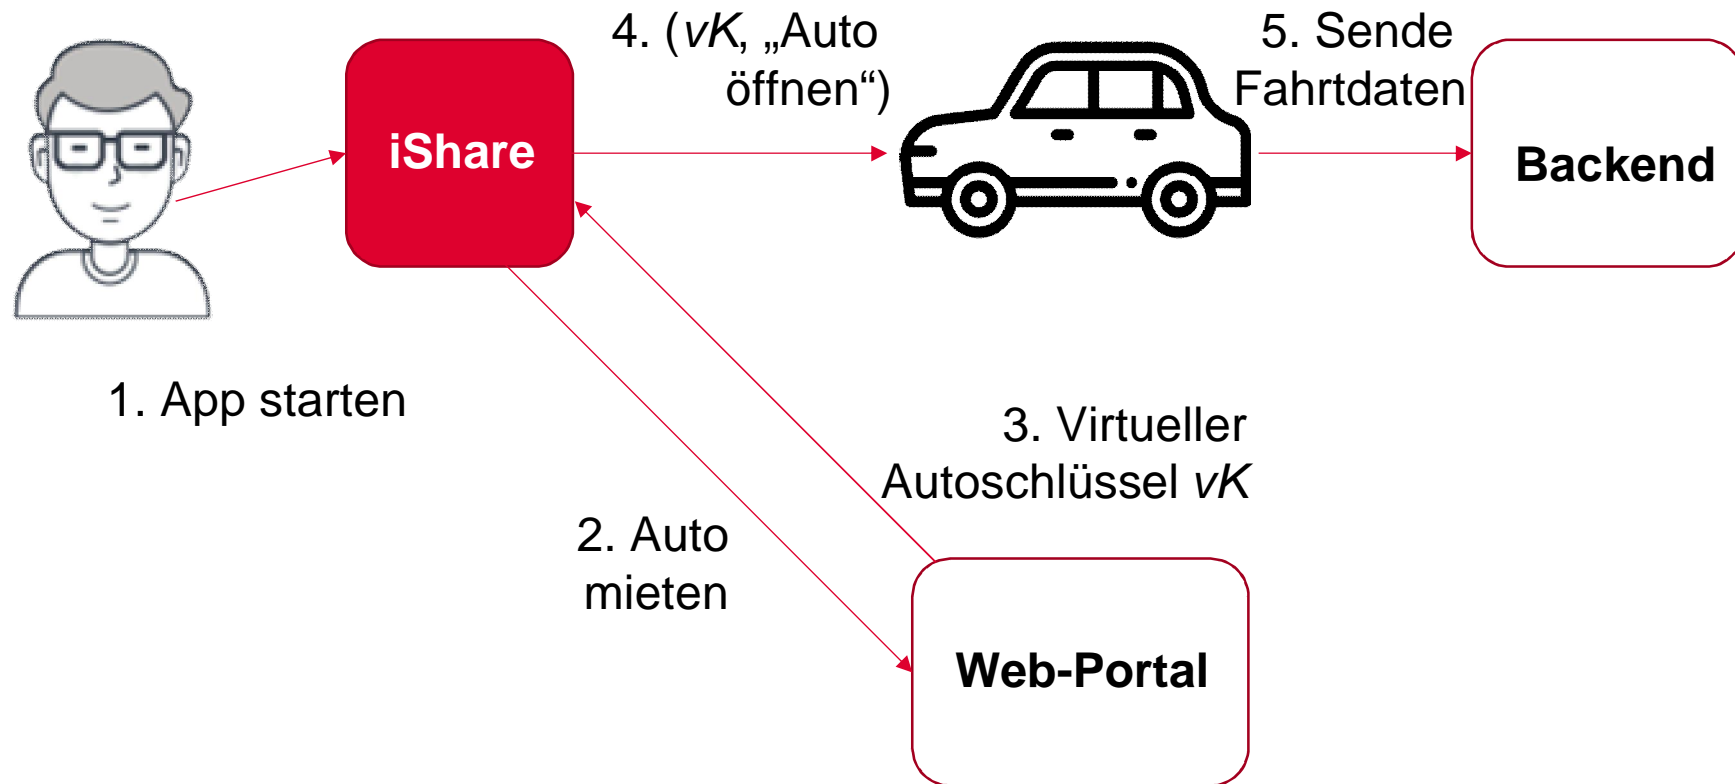 4. (vK, „Auto
öffnen“)
5. Sende
Fahrtdaten
iShare
Backend
1. App starten
3. Virtueller
Autoschlüssel vK
2. Auto
mieten
Web-Portal